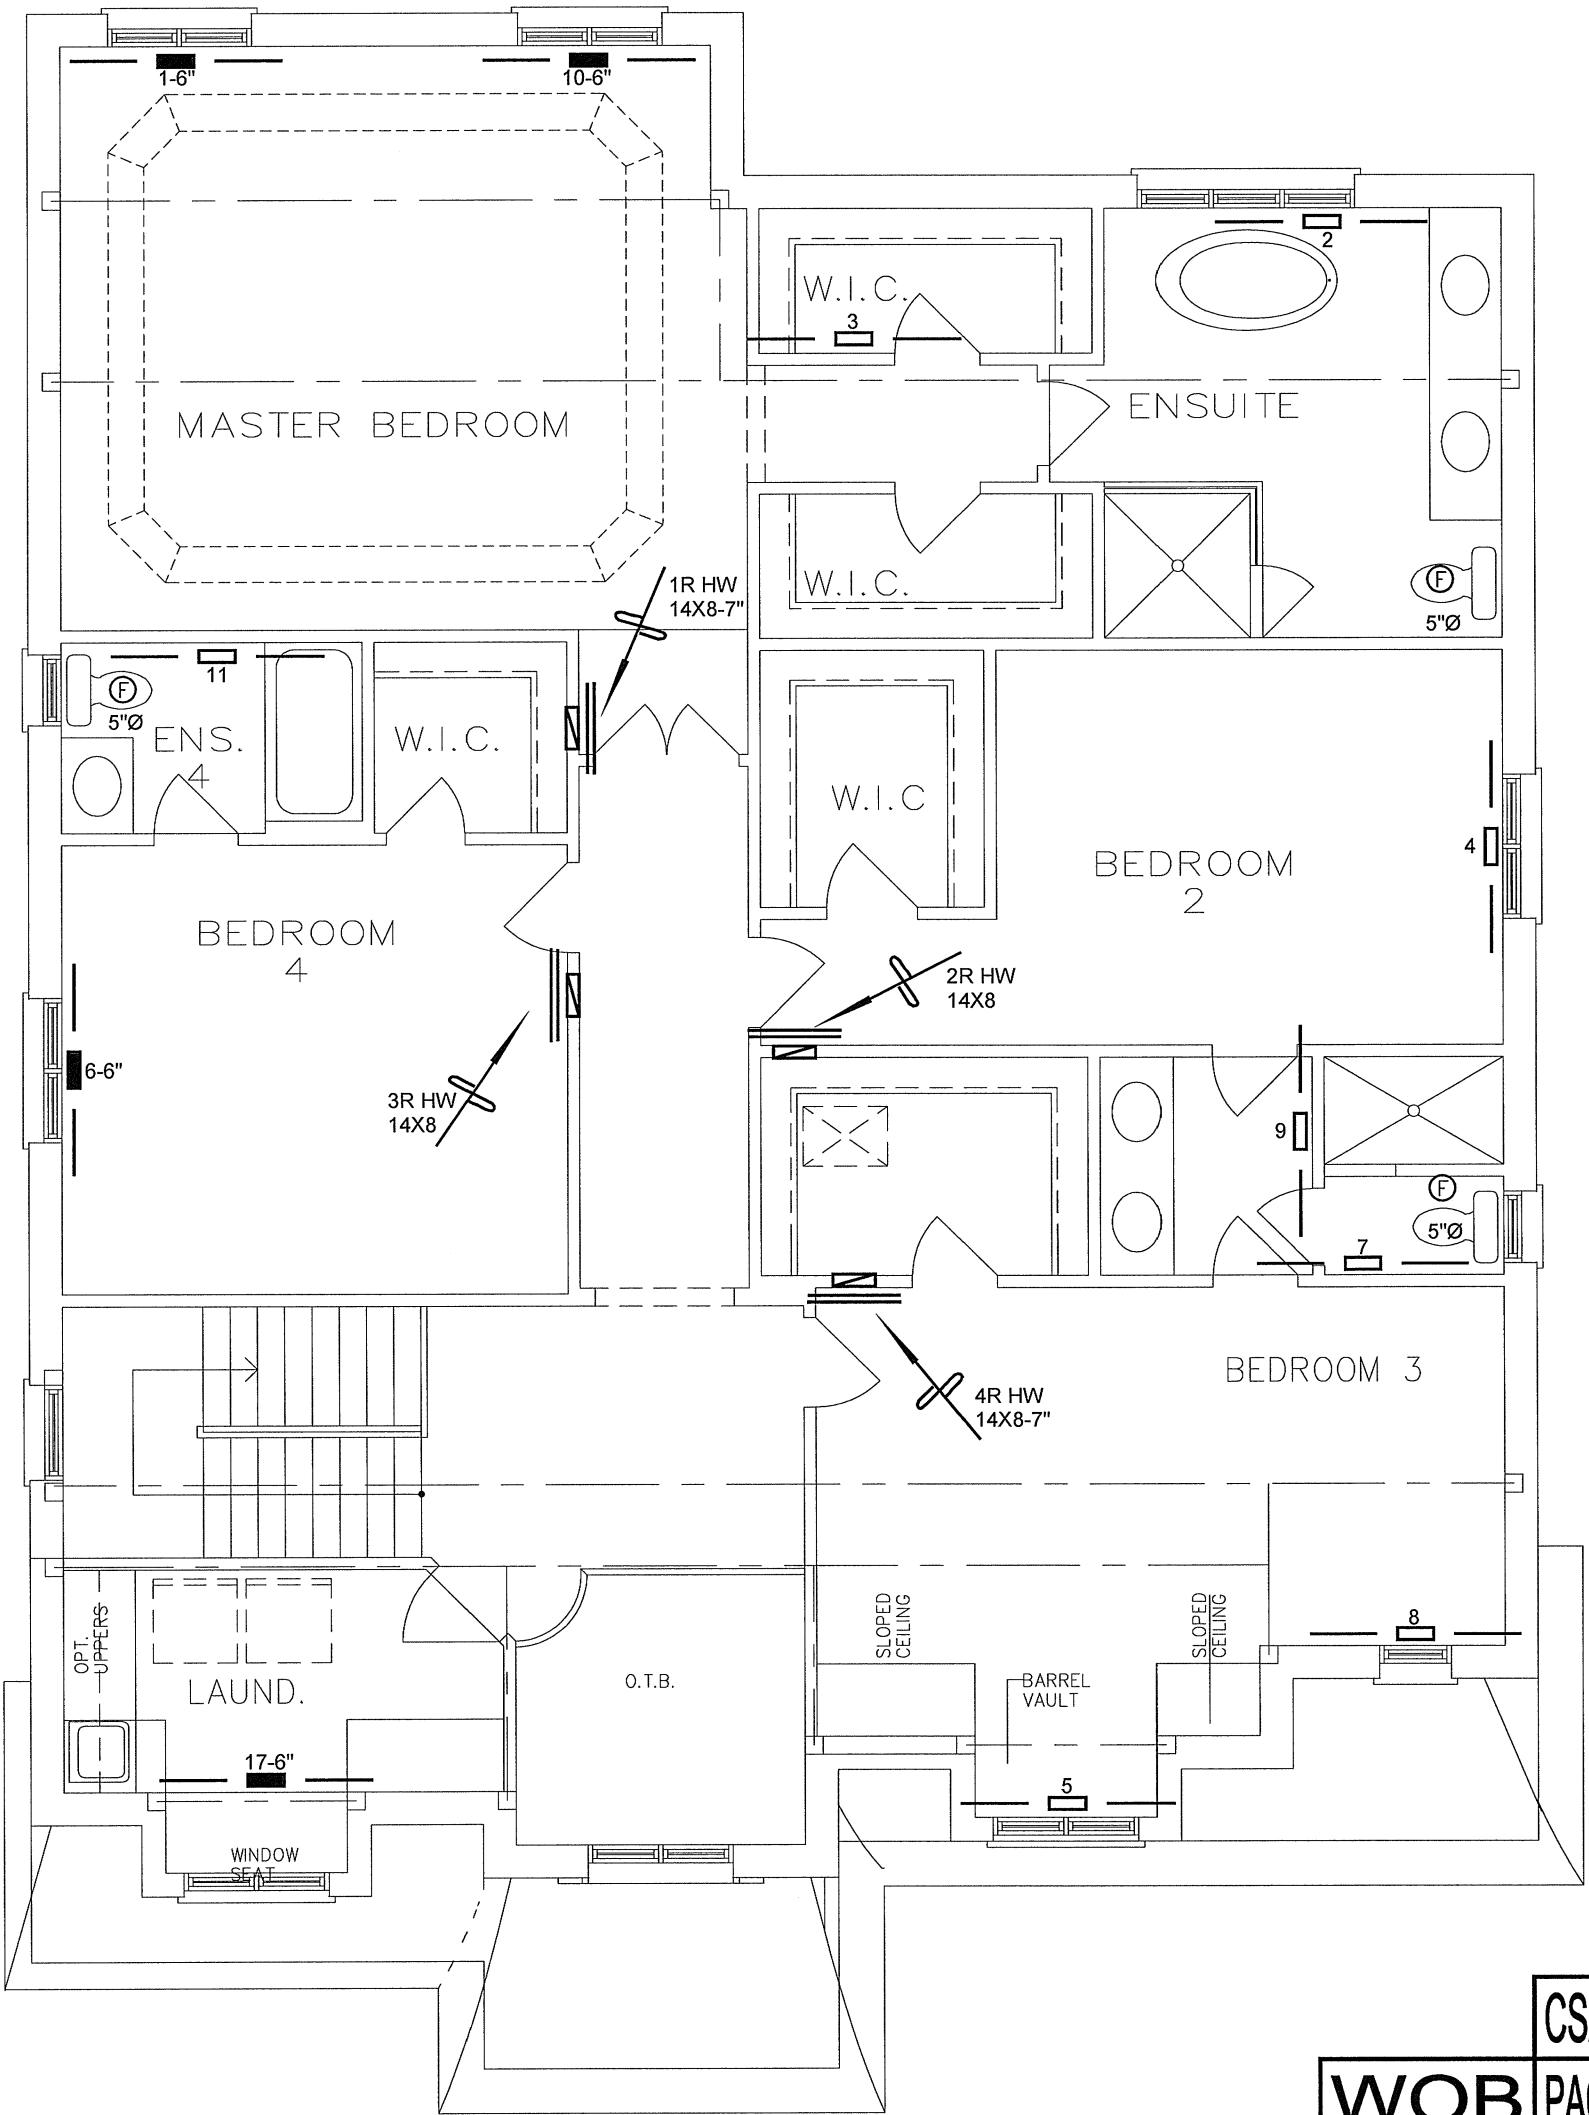 1-6"
10-6"
2
W.I.C.
3
MASTER BEDROOM
ENSUITE
1R HW
14X8-7"
W.I.C.
F
5"Ø
11
F
5"Ø
ENS.
4
W.I.C.
W.I.C
4
BEDROOM
2
BEDROOM
4
2R HW
14X8
6-6"
3R HW
14X8
9
F
5"Ø
7
BEDROOM 3
4R HW
14X8-7"
OPT.
UPPERS
SLOPED
CEILING
SLOPED
CEILING
8
LAUND.
O.T.B.
BARREL
VAULT
17-6"
5
WINDOW
SEAT
WOB